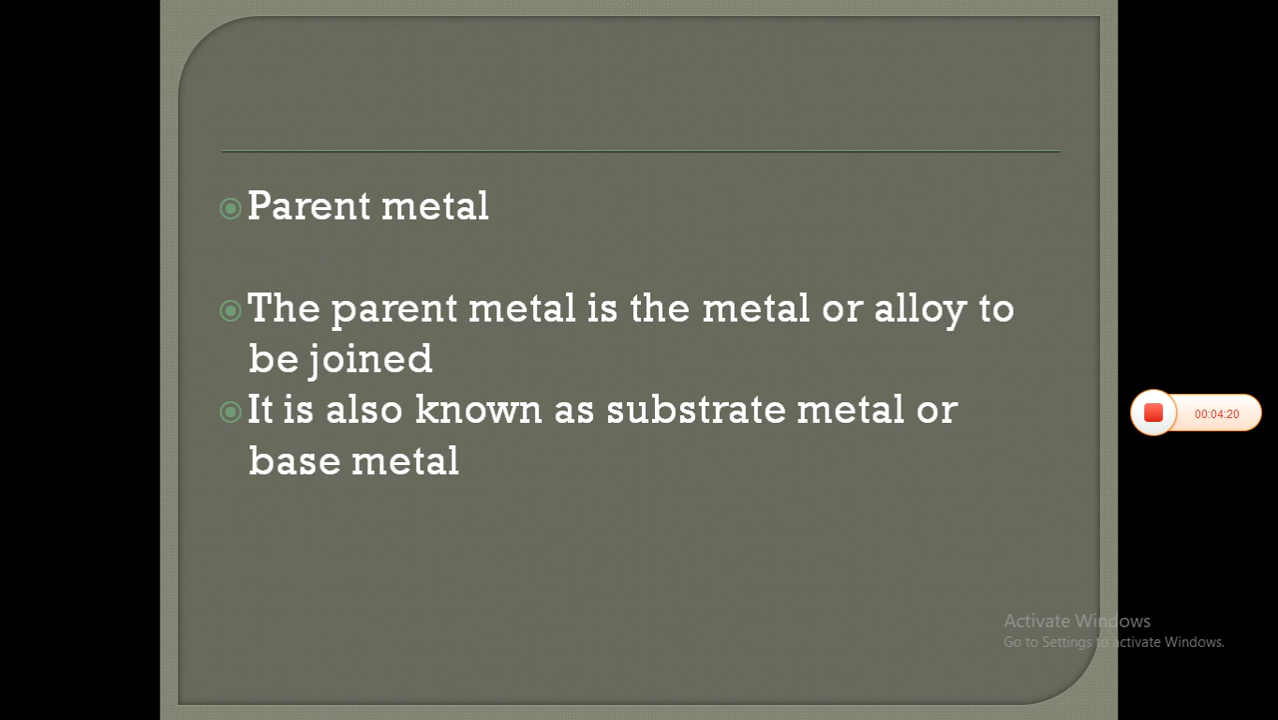 Parent metal
The parent metal is the metal or alloy to
be joined
It is also known as substrate metal or
base metal
00:04:20
Activate Windows
Go to Settings to activate Windows.